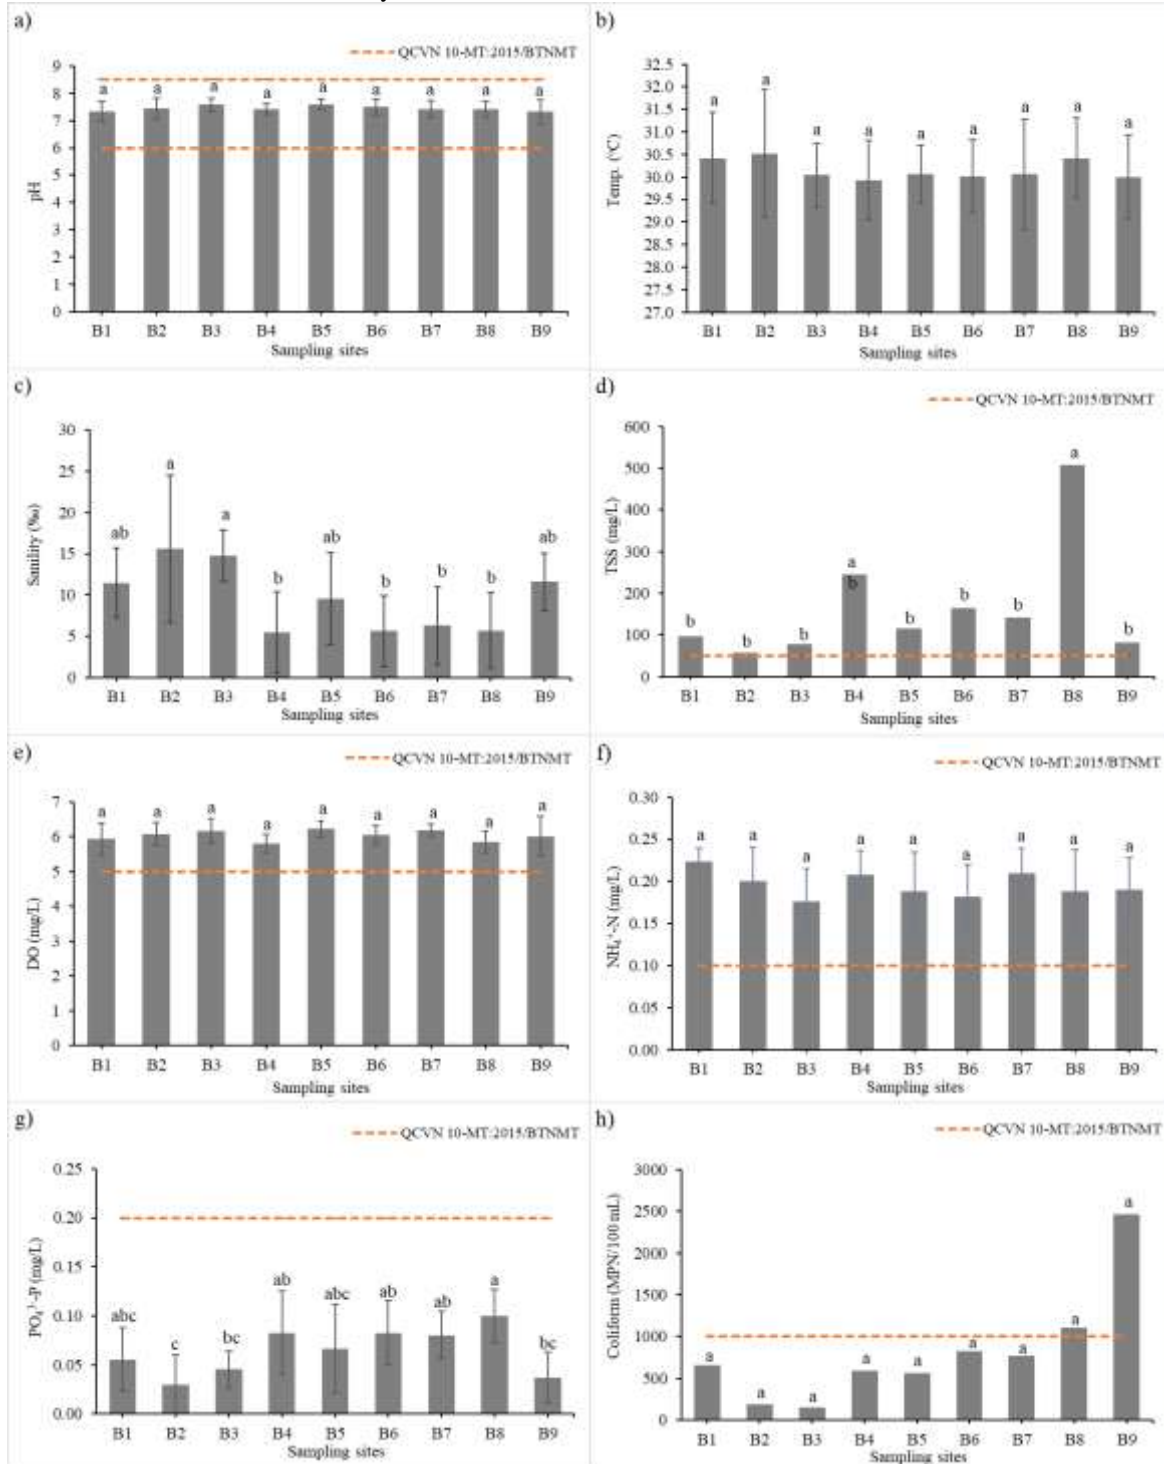 a)
QCVN 10-MT:2015/BTNMT
9
8
7
6
5
4
3
2
1
0
pH
a a a a a a a a a
B1 B2 B3 B4 B5 B6 B7 B8 B9
Sampling sites
b)
32.5
32.0
31.5
31.0
30.5
30.0
29.5
29.0
28.5
28.0
27.5
27.0
Temp. (°C)
a a a a a a a a a
B1 B2 B3 B4 B5 B6 B7 B8 B9
Sampling sites
c)
30
25
20
15
10
5
0
Sanility (‰)
ab a a b ab b b b ab
B1 B2 B3 B4 B5 B6 B7 B8 B9
Sampling sites
d)
QCVN 10-MT:2015/BTNMT
600
500
400
300
200
100
0
TSS (mg/L)
b b b a b b b a b
b
B1 B2 B3 B4 B5 B6 B7 B8 B9
Sampling sites
e)
QCVN 10-MT:2015/BTNMT
7
6
5
4
3
2
1
0
DO (mg/L)
a a a a a a a a a
B1 B2 B3 B4 B5 B6 B7 B8 B9
Sampling sites
f)
QCVN 10-MT:2015/BTNMT
0.30
0.25
0.20
0.15
0.10
0.05
0.00
NH₄⁺-N (mg/L)
a a a a a a a a a
B1 B2 B3 B4 B5 B6 B7 B8 B9
Sampling sites
g)
QCVN 10-MT:2015/BTNMT
0.25
0.20
0.15
0.10
0.05
0.00
PO₄³⁻-P (mg/L)
abc c bc ab abc ab ab a bc
B1 B2 B3 B4 B5 B6 B7 B8 B9
Sampling sites
h)
QCVN 10-MT:2015/BTNMT
3000
2500
2000
1500
1000
500
0
Coliform (MPN/100 mL)
a a a a a a a a a
B1 B2 B3 B4 B5 B6 B7 B8 B9
Sampling sites